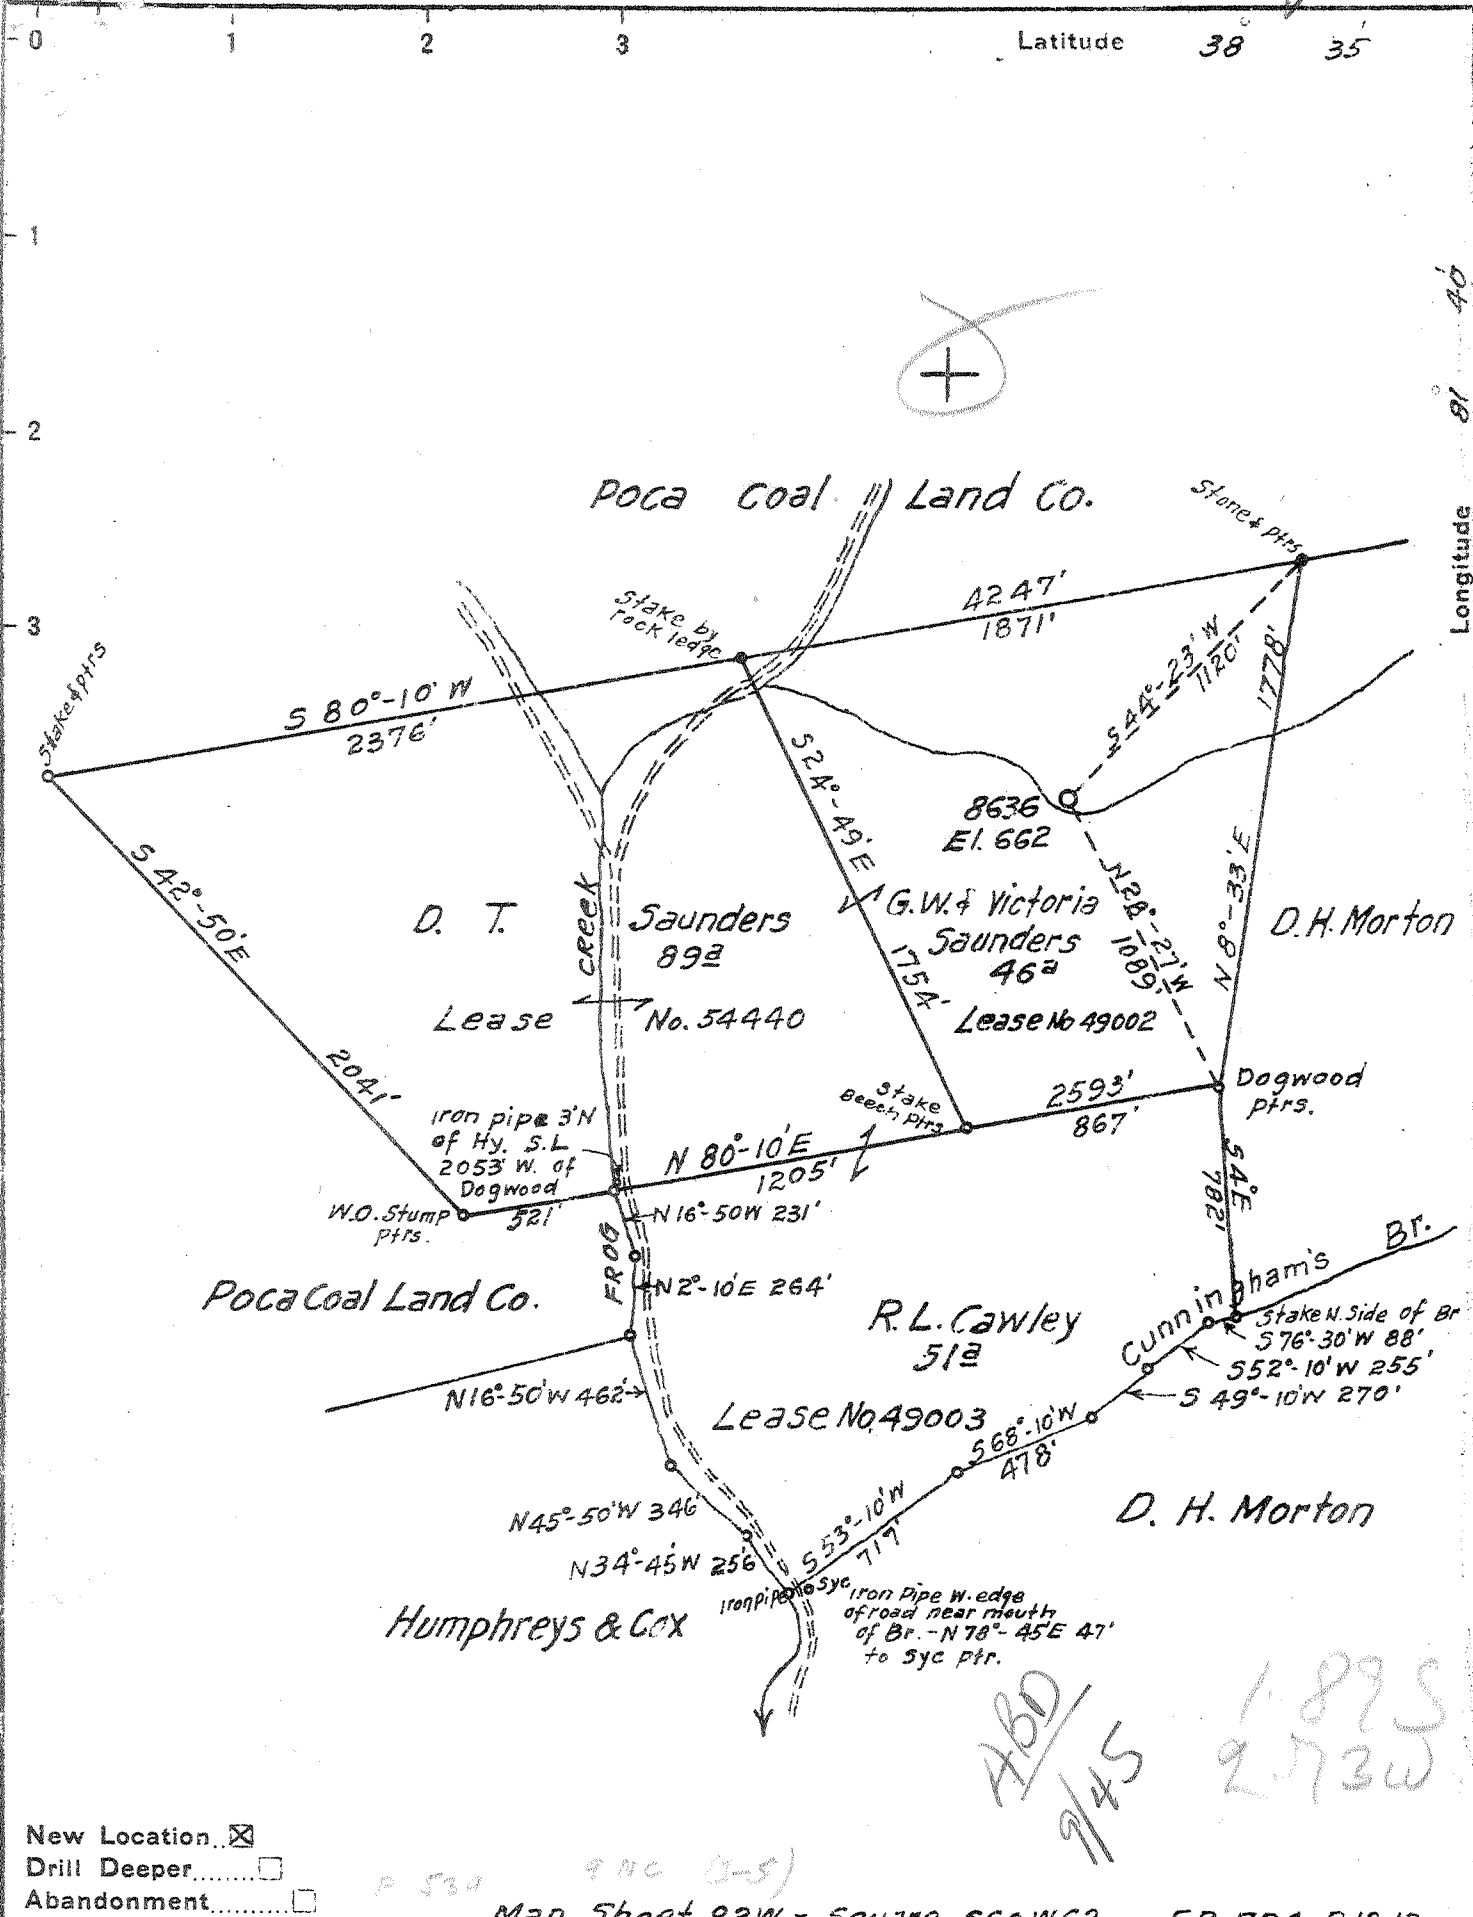 0 1 2 3 Latitude 38° 35'
1
2
3
Longitude 81° 40'
Poca Coal Land Co.
Stone & ptrs
Stake by
rock ledge
4247'
1871'
S 44°-23' W
1120'
1778'
N 8°-33' E
Stake & ptrs
S 80°-10' W
2376'
S 24°-49' E
1754'
8636
El. 662
S 42°-50' E
2041'
D. T. Saunders
89a
Lease No. 54440
CREEK
G.W. & Victoria
Saunders
46a
Lease No 49002
N 28°-27' W
1089'
D.H. Morton
Iron pipe 3'N
of Hy. S.L
2053' W. of
Dogwood
Stake
Beech ptrs
2593'
867'
Dogwood
ptrs.
N 80°-10' E
1205'
W.O. Stump
ptrs.
521'
N 16°-50W 231'
S 4° E
782'
FROG
Poca Coal Land Co.
N 2°-10'E 264'
R. L. Cawley
51a
Cunningham's Br.
Stake N. Side of Br
S 76°-30'W 88'
S 52°-10'W 255'
S 49°-10'W 270'
N 16°-50'W 462'
Lease No. 49003
S 68°-10'W
478'
N 45°-50'W 346'
S 53°-10'W
717'
D. H. Morton
N 34°-45'W 256'
Iron pipe
Syc
Iron Pipe W. edge
of road near mouth
of Br. - N 78°-45'E 47'
to Syc ptr.
Humphreys & Cox
ABD
9/45
1.89 S
2.73 W
New Location..☒
Drill Deeper........☐
Abandonment..........☐
Map Sheet